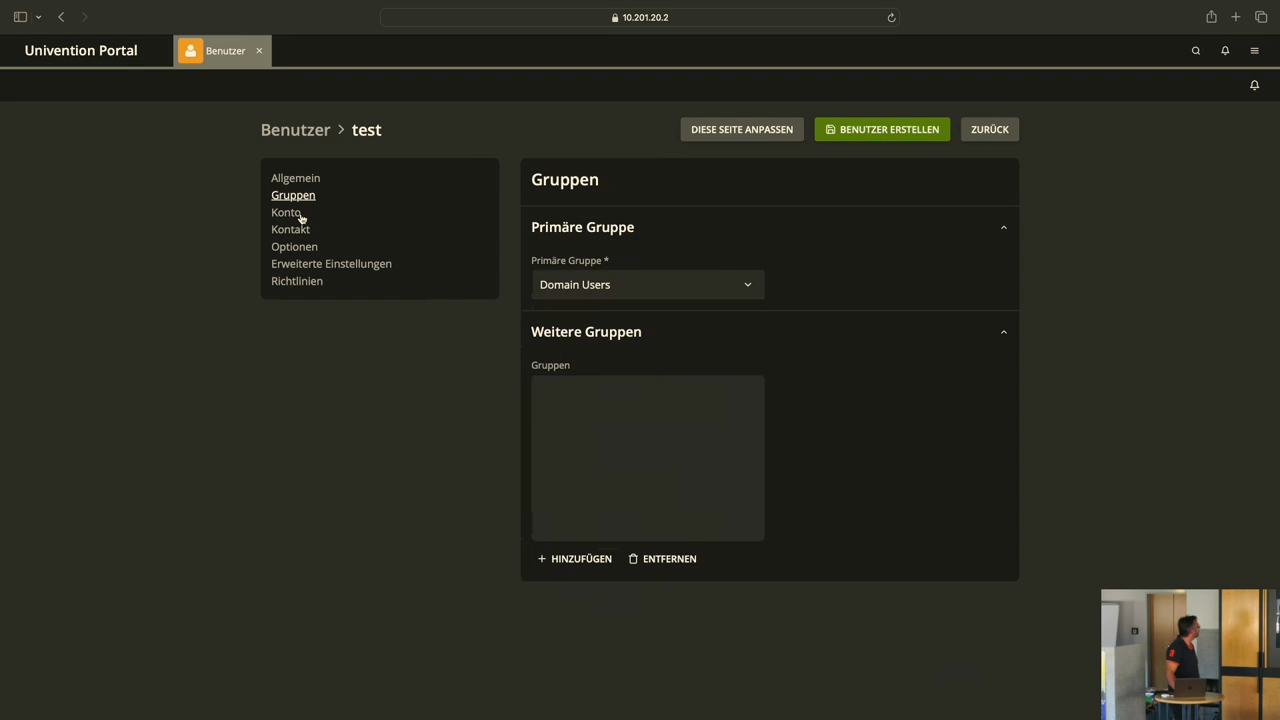 10.201.20.2
Univention Portal
Benutzer
Benutzer > test
DIESE SEITE ANPASSEN
BENUTZER ERSTELLEN
ZURÜCK
Allgemein
Gruppen
Konto
Kontakt
Optionen
Erweiterte Einstellungen
Richtlinien
Gruppen
Primäre Gruppe
Primäre Gruppe *
Domain Users
Weitere Gruppen
Gruppen
HINZUFÜGEN
ENTFERNEN